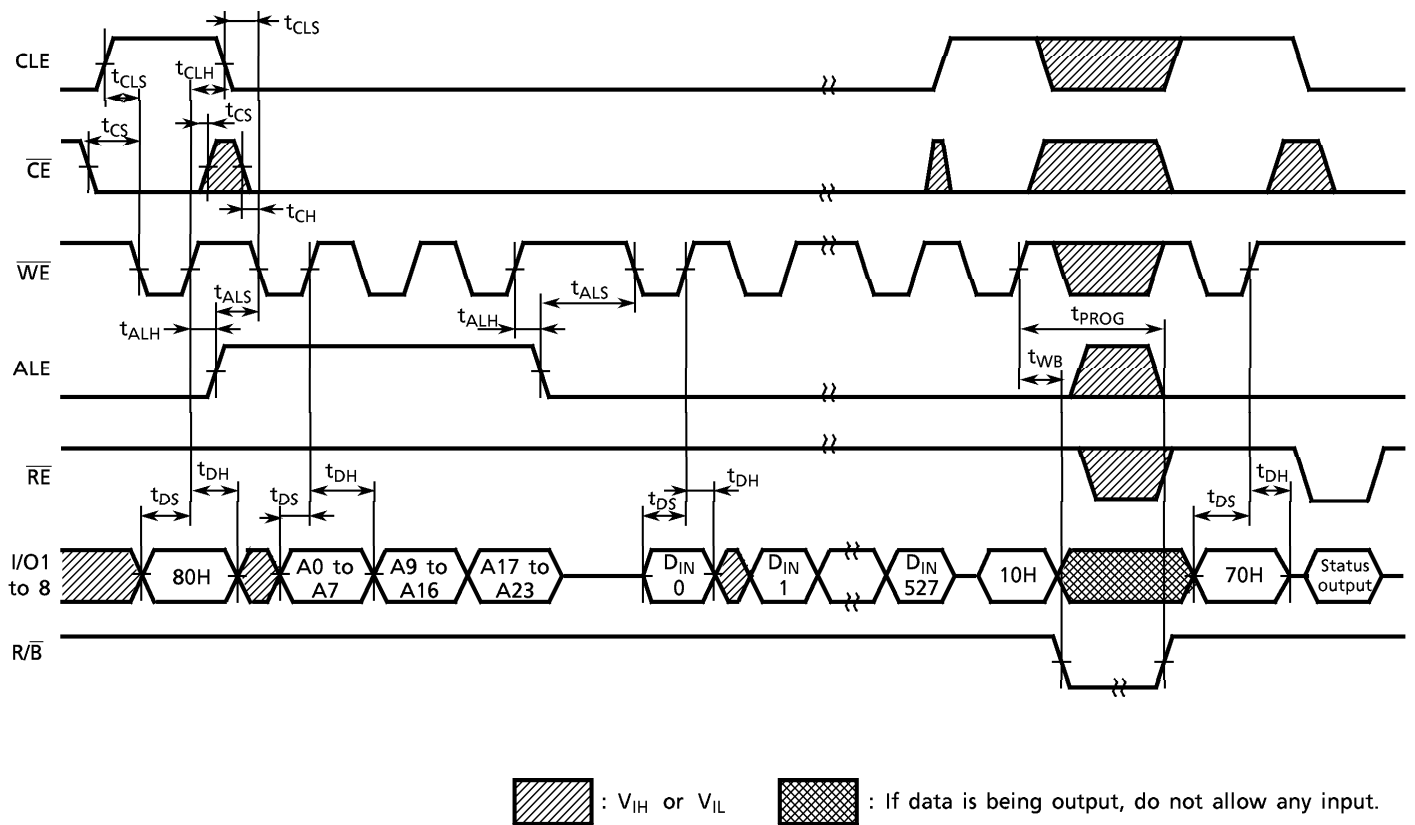 tCLS
CLE
tCLS
tCLH
tCS
tCS
CE
tCH
WE
tALS
tALS
tALH
tALH
tPROG
tWB
ALE
RE
tDH
tDH
tDH
tDH
tDS
tDS
tDS
tDS
I/O1
to 8
80H
A0 to
A7
A9 to
A16
A17 to
A23
DIN
0
DIN
1
DIN
527
10H
70H
Status
output
R/B
: VIH or VIL
: If data is being output, do not allow any input.